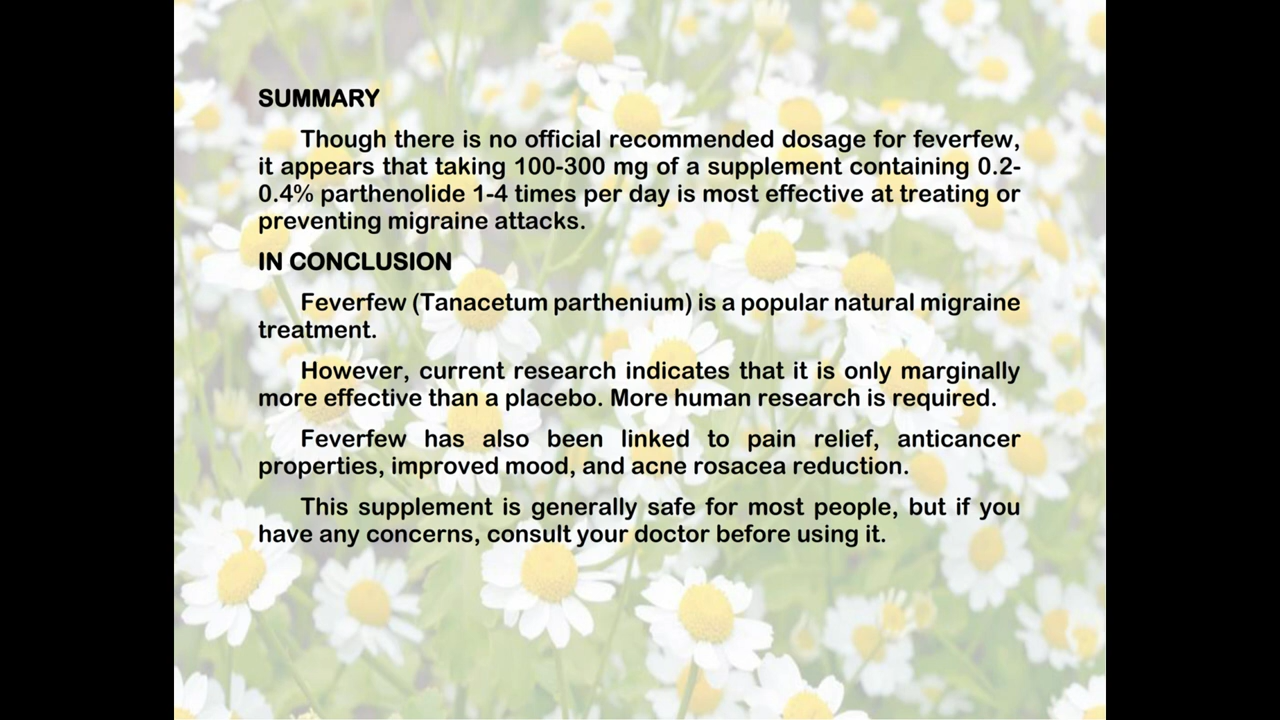 SUMMARY
Though there is no official recommended dosage for feverfew,
it appears that taking 100-300 mg of a supplement containing 0.2-
0.4% parthenolide 1-4 times per day is most effective at treating or
preventing migraine attacks.
IN CONCLUSION
Feverfew (Tanacetum parthenium) is a popular natural migraine
treatment.
However, current research indicates that it is only marginally
more effective than a placebo. More human research is required.
Feverfew has also been linked to pain relief, anticancer
properties, improved mood, and acne rosacea reduction.
This supplement is generally safe for most people, but if you
have any concerns, consult your doctor before using it.